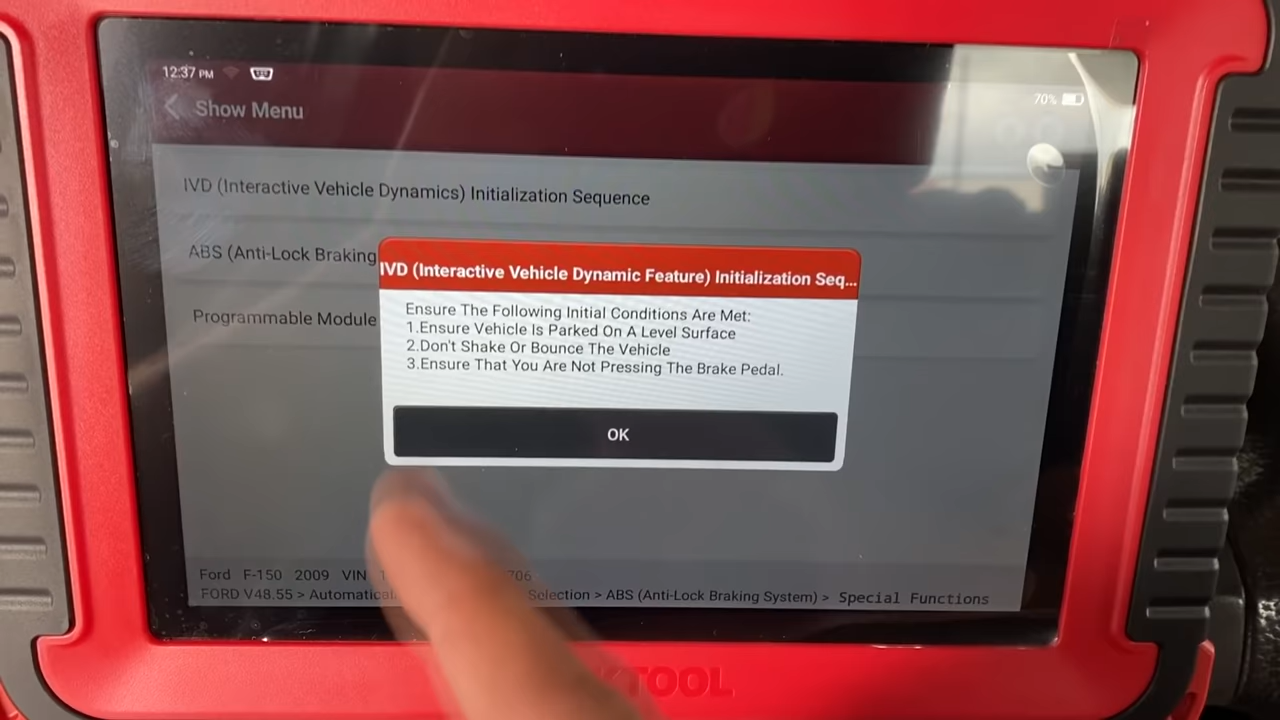 12:37 PM
70%
Show Menu
IVD (Interactive Vehicle Dynamics) Initialization Sequence
ABS (Anti-Lock Braking
Programmable Module
IVD (Interactive Vehicle Dynamic Feature) Initialization Seq...
Ensure The Following Initial Conditions Are Met:
1.Ensure Vehicle Is Parked On A Level Surface
2.Don't Shake Or Bounce The Vehicle
3.Ensure That You Are Not Pressing The Brake Pedal.
OK
Ford F-150 2009 VIN 1 706
FORD V48.55 > Selection > ABS (Anti-Lock Braking System) > Special Functions
TOOL